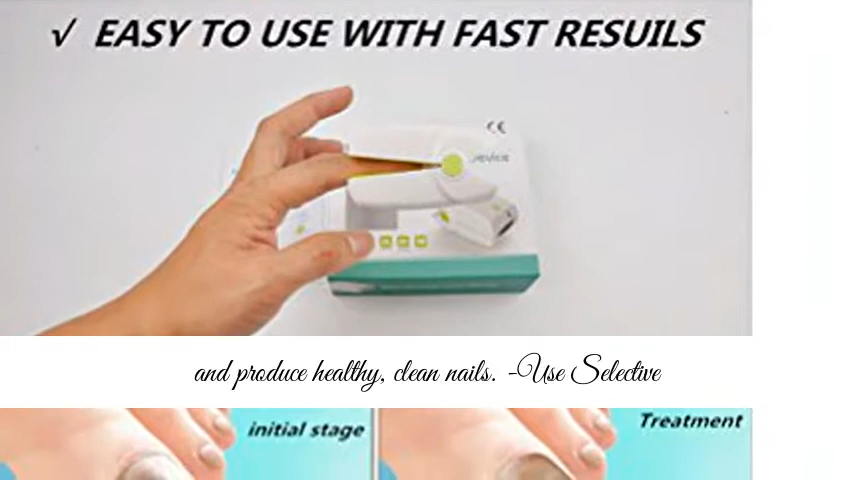 √ EASY TO USE WITH FAST RESUILS
CE
and produce healthy, clean nails. -Use Selective
initial stage
Treatment